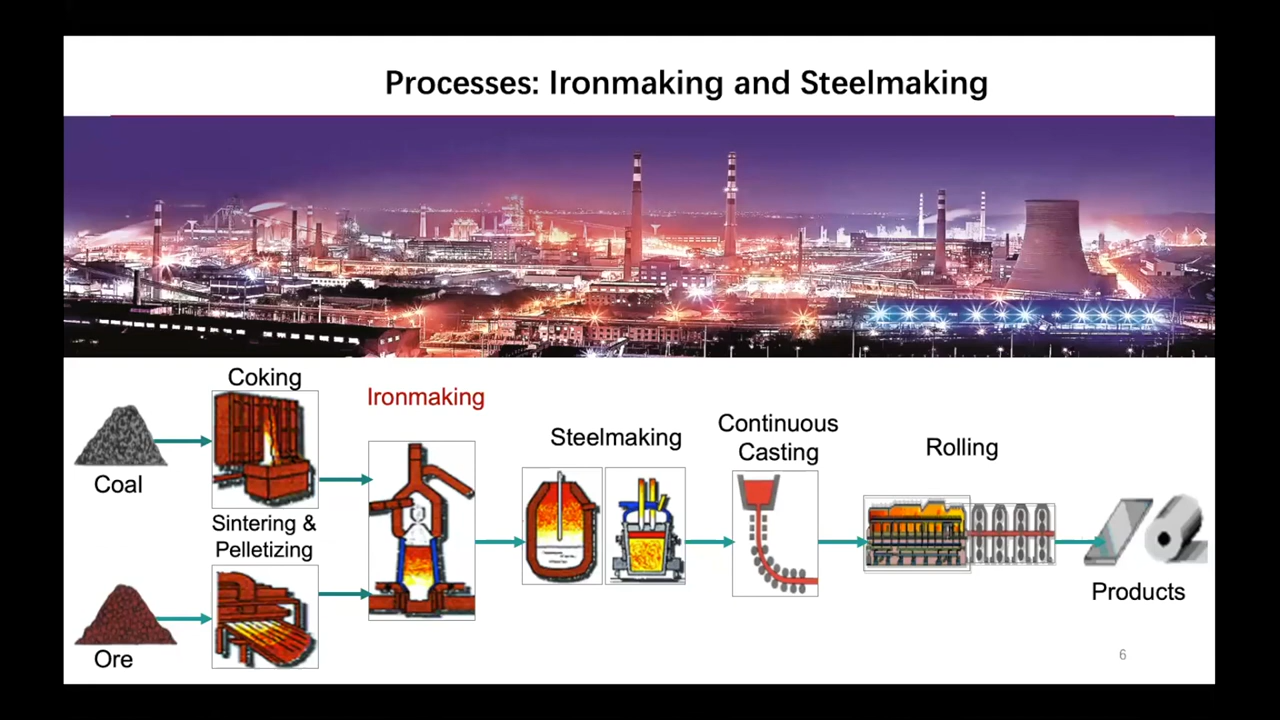 Processes: Ironmaking and Steelmaking
Coking
Ironmaking
Steelmaking
Continuous
Casting
Rolling
Coal
Sintering &
Pelletizing
Products
Ore
6